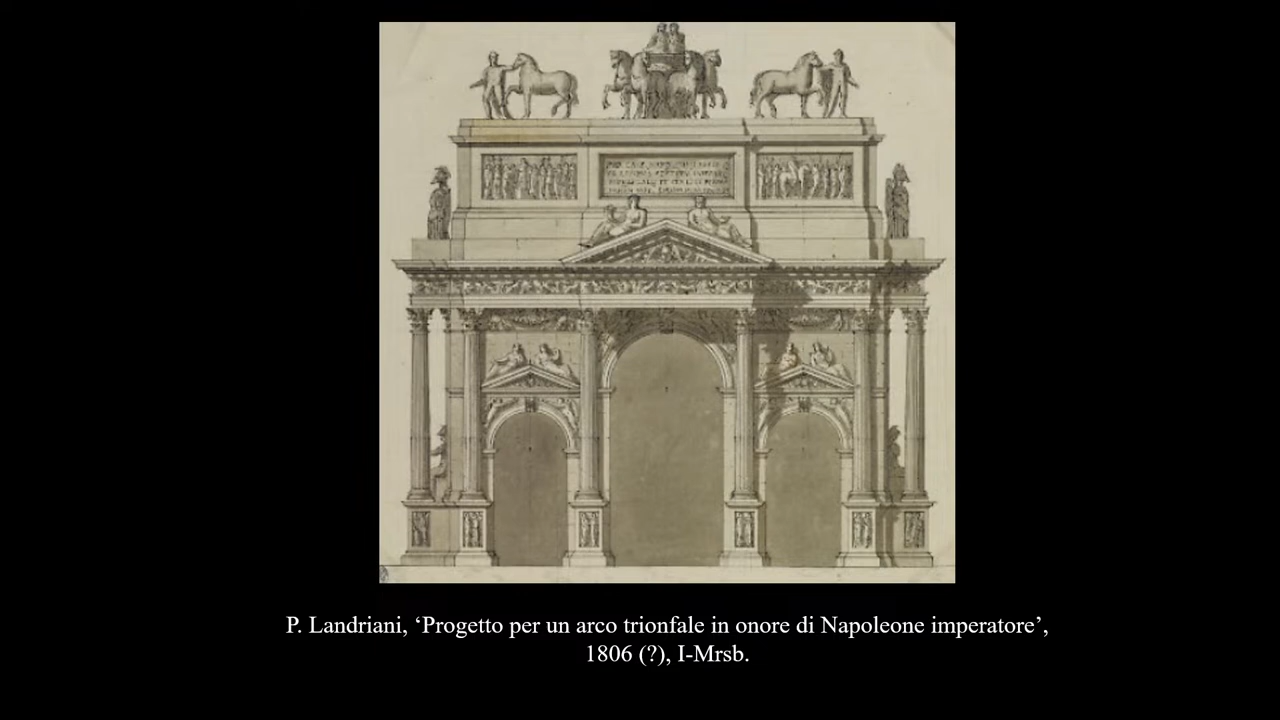 P. Landriani, ‘Progetto per un arco trionfale in onore di Napoleone imperatore’,
1806 (?), I-Mrsb.